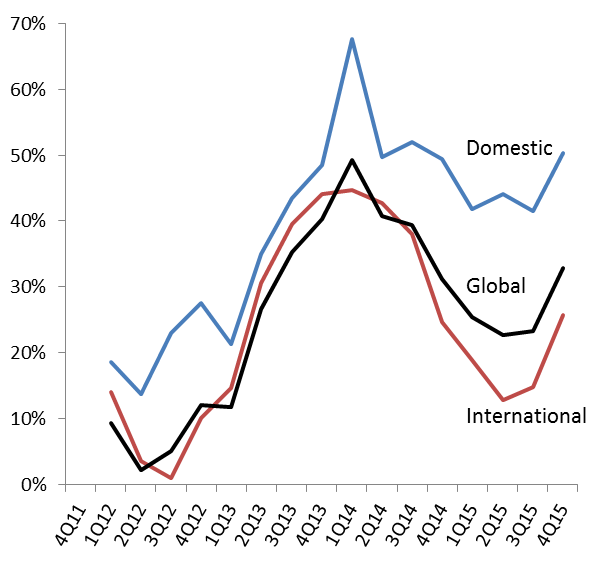 70%
60%
50%
40%
30%
20%
10%
0%
Domestic
Global
International
4Q11
1Q12
2Q12
3Q12
4Q12
1Q13
2Q13
3Q13
4Q13
1Q14
2Q14
3Q14
4Q14
1Q15
2Q15
3Q15
4Q15